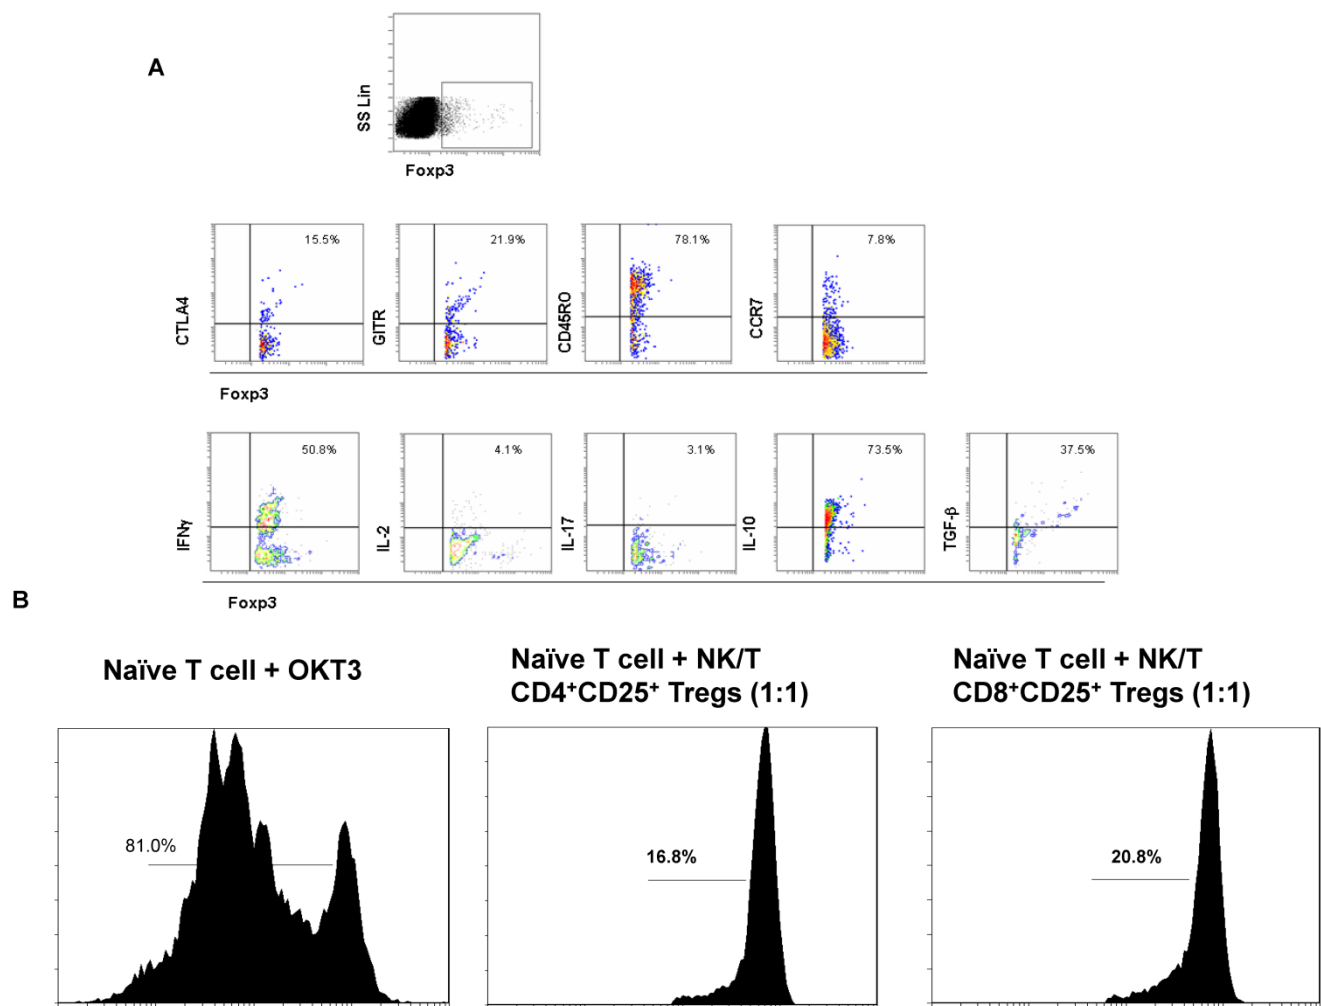 A
SS Lin
Foxp3
15.5%
21.9%
78.1%
7.8%
CTLA4
GITR
CD45RO
CCR7
Foxp3
50.8%
4.1%
3.1%
73.5%
37.5%
IFNγ
IL-2
IL-17
IL-10
TGF-β
Foxp3
B
Naïve T cell + OKT3
Naïve T cell + NK/T
CD4⁺CD25⁺ Tregs (1:1)
Naïve T cell + NK/T
CD8⁺CD25⁺ Tregs (1:1)
81.0%
16.8%
20.8%